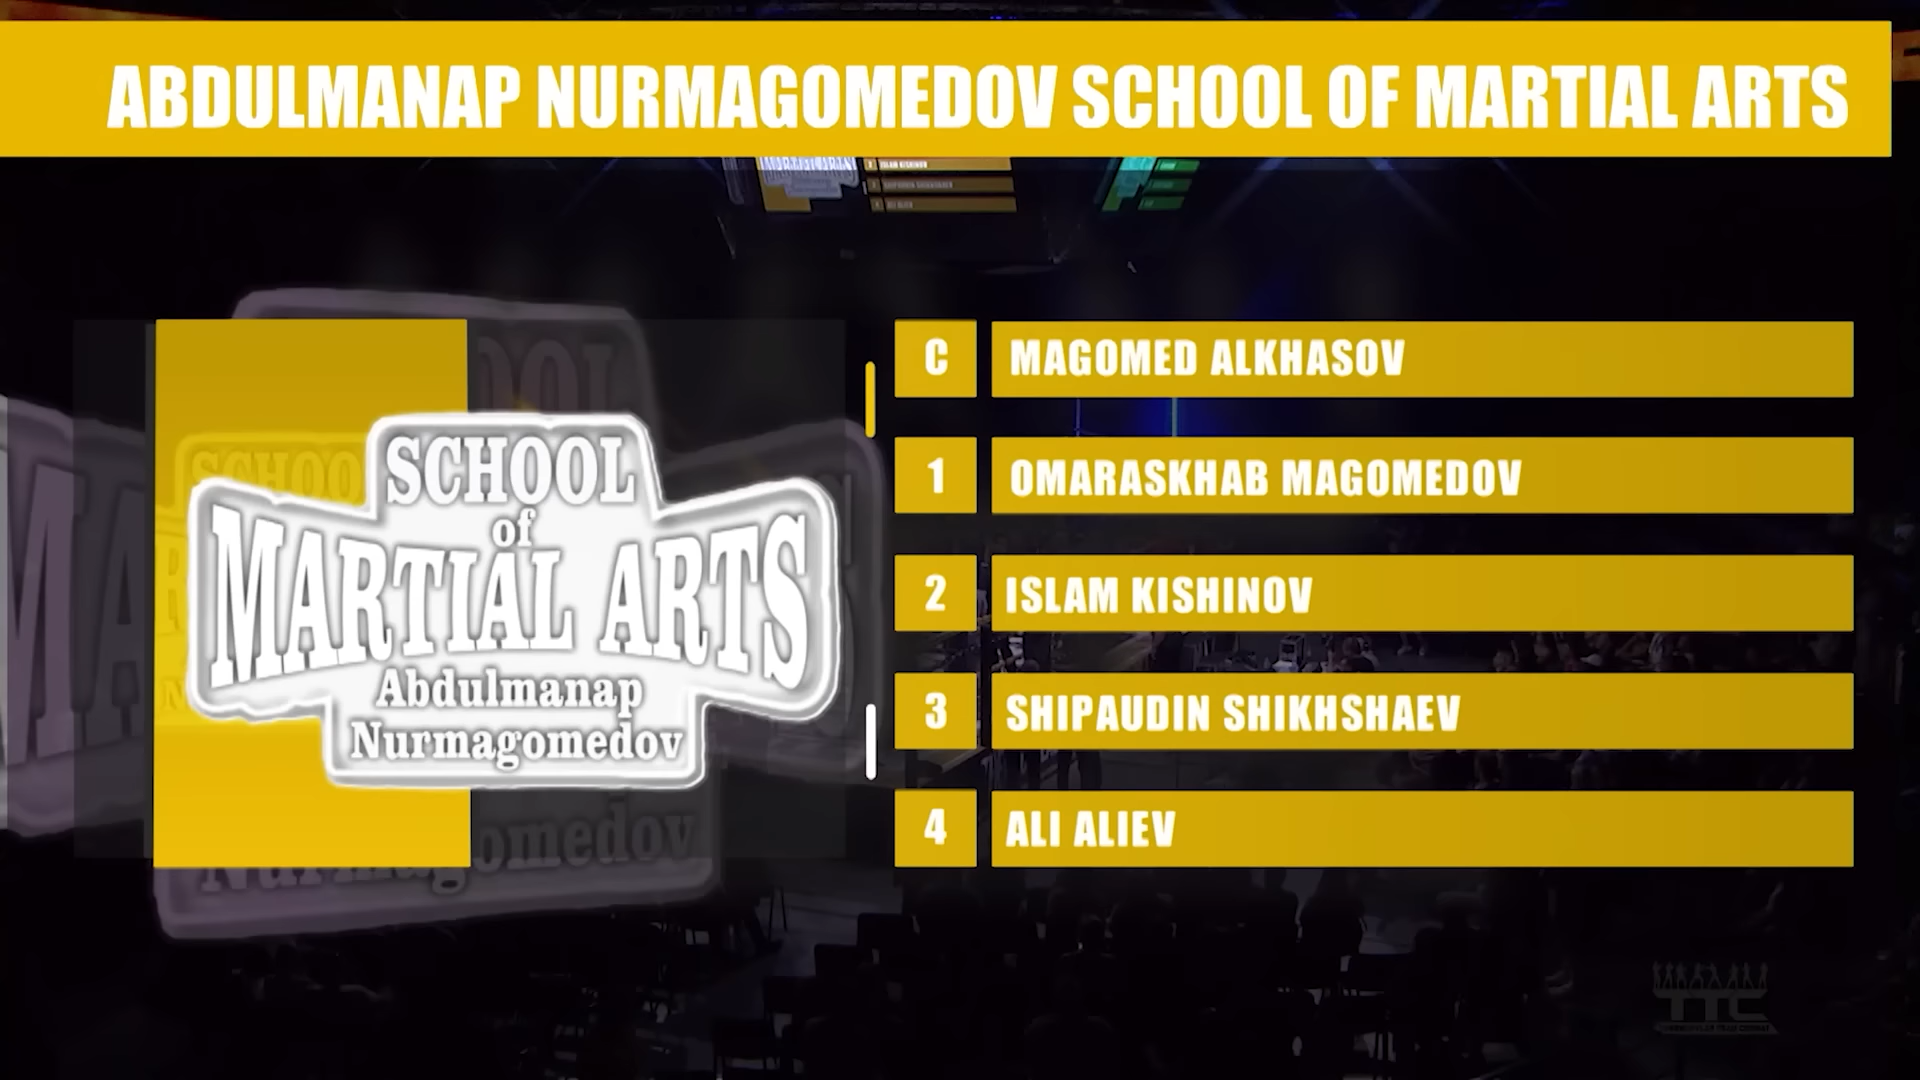 ABDULMANAP NURMAGOMEDOV SCHOOL OF MARTIAL ARTS
SCHOOL
of
MARTIAL ARTS
Abdulmanap
Nurmagomedov
C MAGOMED ALKHASOV
1 OMARASKHAB MAGOMEDOV
2 ISLAM KISHINOV
3 SHIPAUDIN SHIKHSHAEV
4 ALI ALIEV
TTC